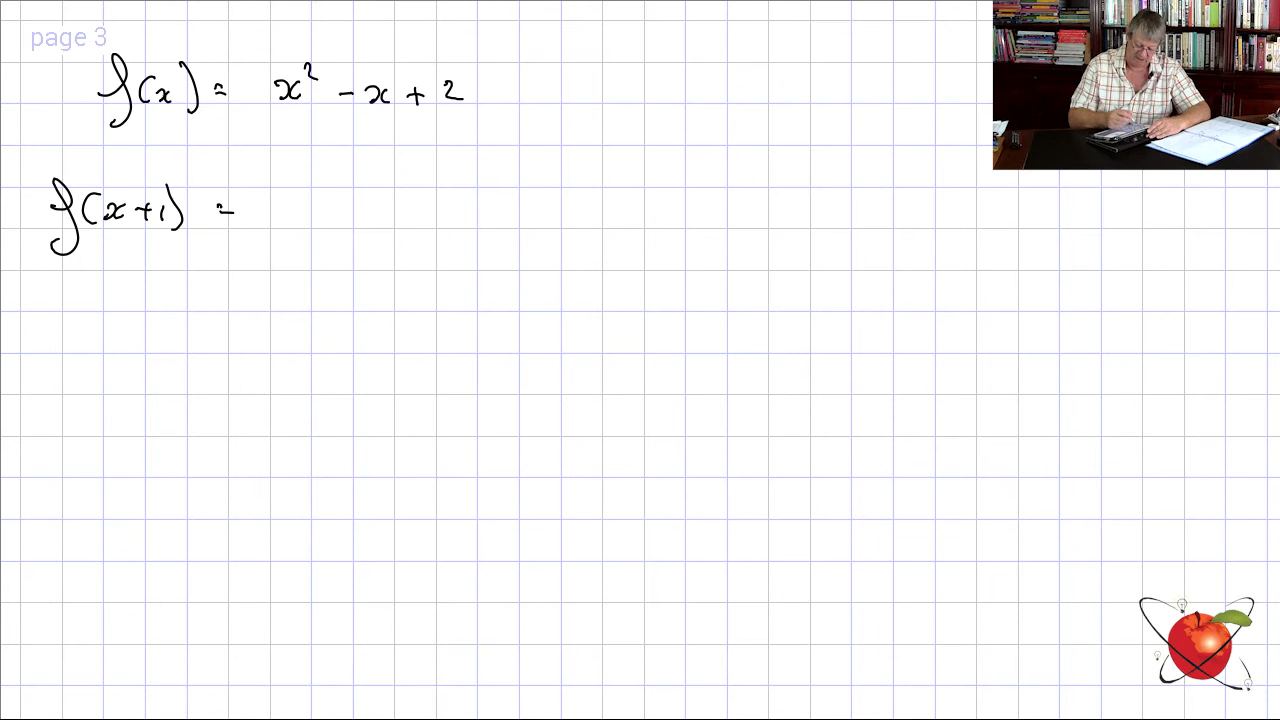 page 3
f(x) = x² - x + 2
f(x+1) =